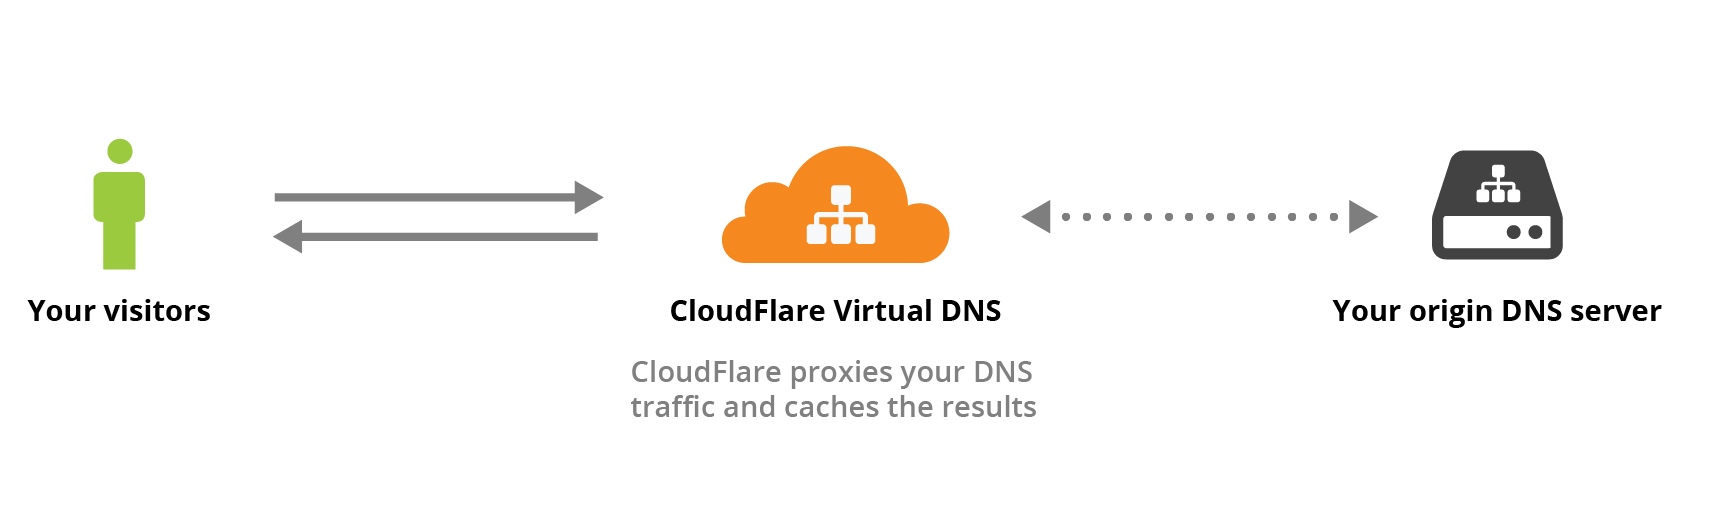 Your visitors
CloudFlare Virtual DNS
Your origin DNS server
CloudFlare proxies your DNS
traffic and caches the results